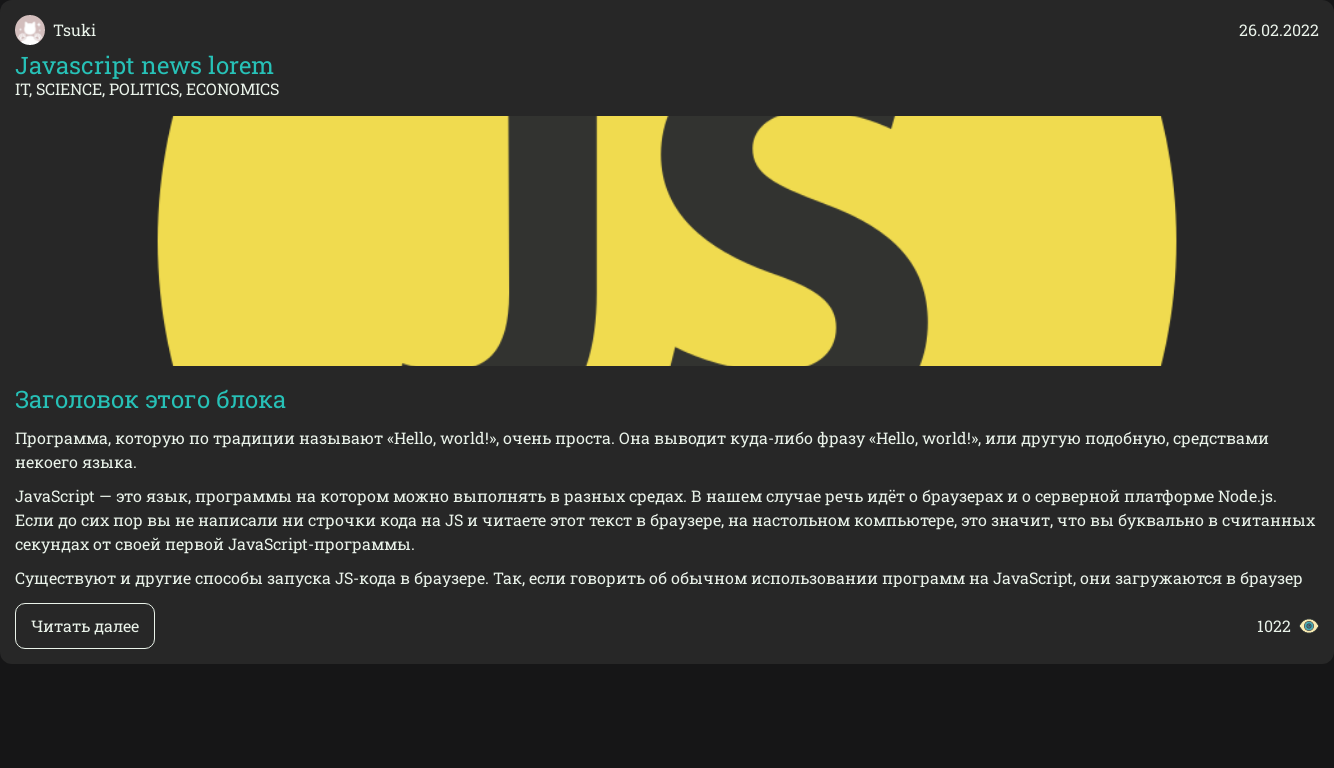 Tsuki
26.02.2022
Javascript news lorem
IT, SCIENCE, POLITICS, ECONOMICS
JS
Заголовок этого блока
Программа, которую по традиции называют «Hello, world!», очень проста. Она выводит куда-либо фразу «Hello, world!», или другую подобную, средствами
некоего языка.
JavaScript — это язык, программы на котором можно выполнять в разных средах. В нашем случае речь идёт о браузерах и о серверной платформе Node.js.
Если до сих пор вы не написали ни строчки кода на JS и читаете этот текст в браузере, на настольном компьютере, это значит, что вы буквально в считанных
секундах от своей первой JavaScript-программы.
Существуют и другие способы запуска JS-кода в браузере. Так, если говорить об обычном использовании программ на JavaScript, они загружаются в браузер
Читать далее
1022